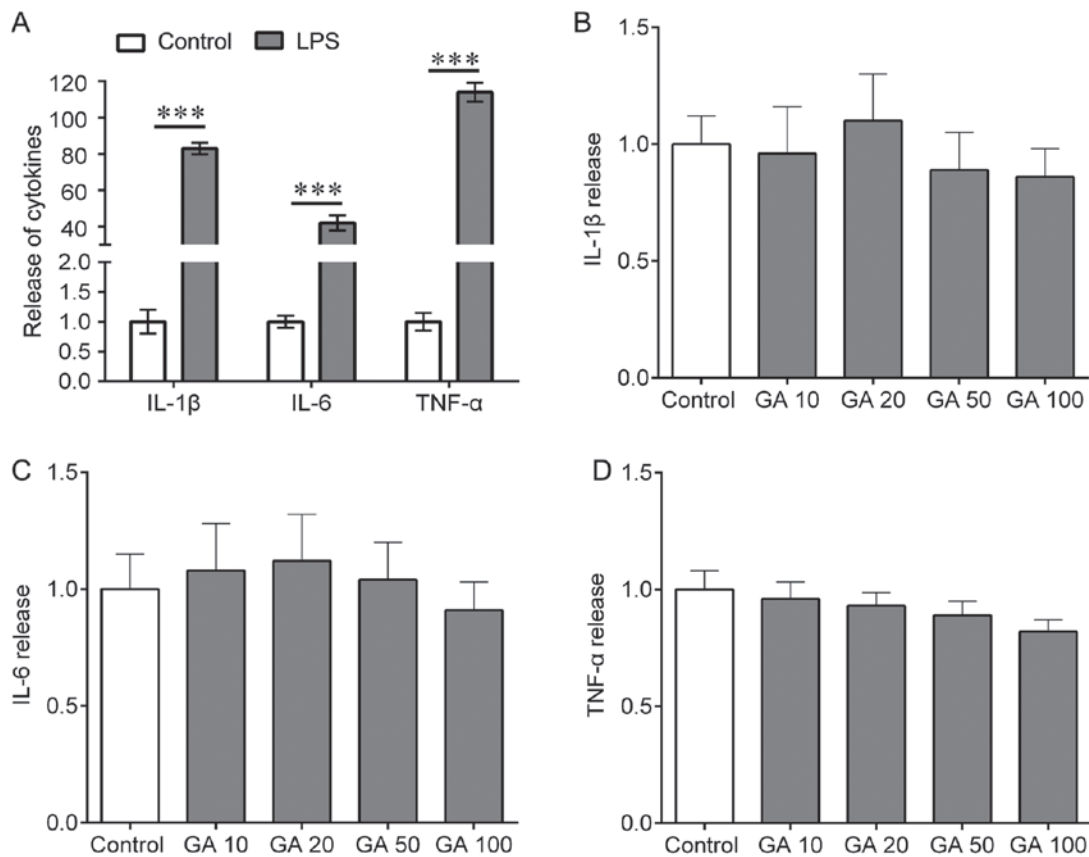 A
Control
LPS
Release of cytokines
120
100
80
60
40
2.0
1.5
1.0
0.5
0.0
***
***
***
IL-1β
IL-6
TNF-α
B
IL-1β release
1.5
1.0
0.5
0.0
Control
GA 10
GA 20
GA 50
GA 100
C
IL-6 release
1.5
1.0
0.5
0.0
Control
GA 10
GA 20
GA 50
GA 100
D
TNF-α release
1.5
1.0
0.5
0.0
Control
GA 10
GA 20
GA 50
GA 100